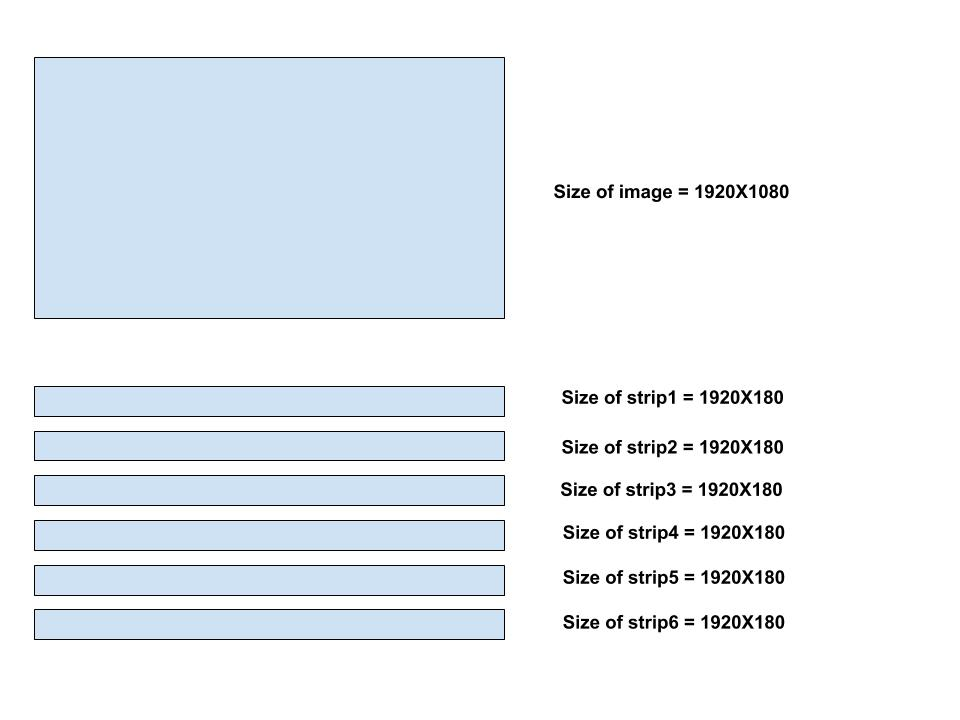 Size of image = 1920X1080
Size of strip1 = 1920X180
Size of strip2 = 1920X180
Size of strip3 = 1920X180
Size of strip4 = 1920X180
Size of strip5 = 1920X180
Size of strip6 = 1920X180